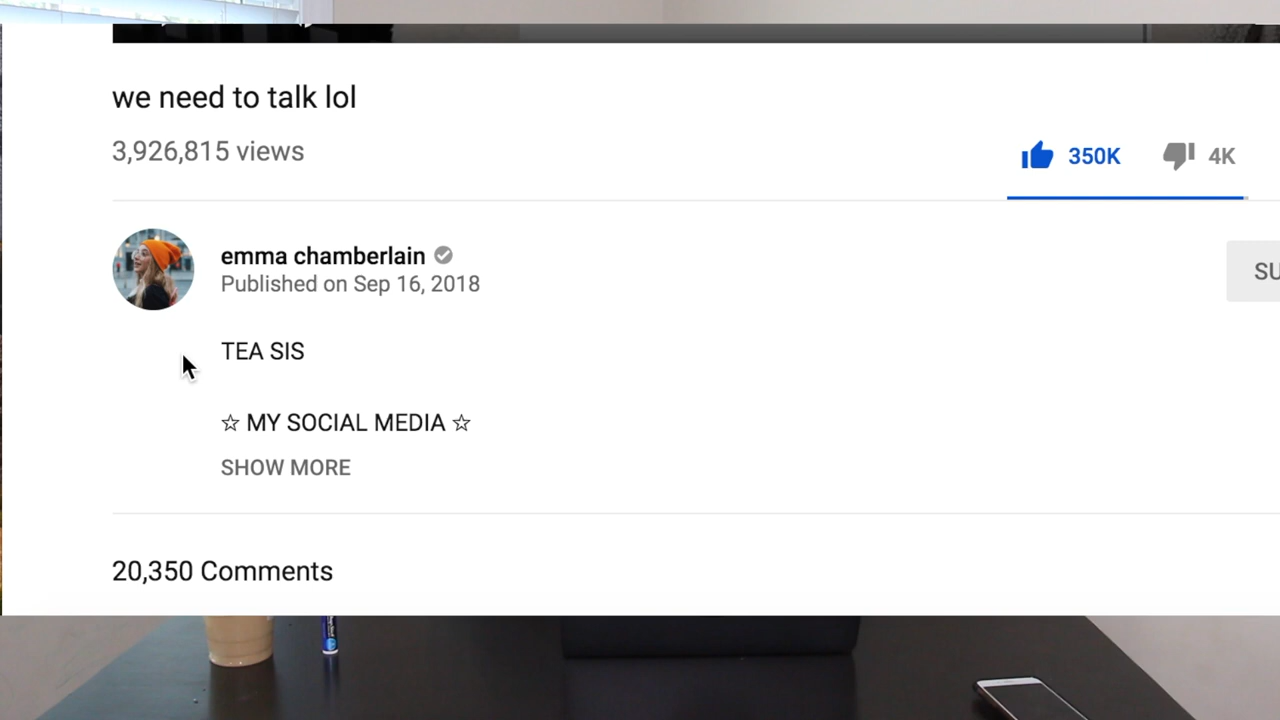 we need to talk lol
3,926,815 views
350K
4K
emma chamberlain
Published on Sep 16, 2018
SU
TEA SIS
☆ MY SOCIAL MEDIA ☆
SHOW MORE
20,350 Comments